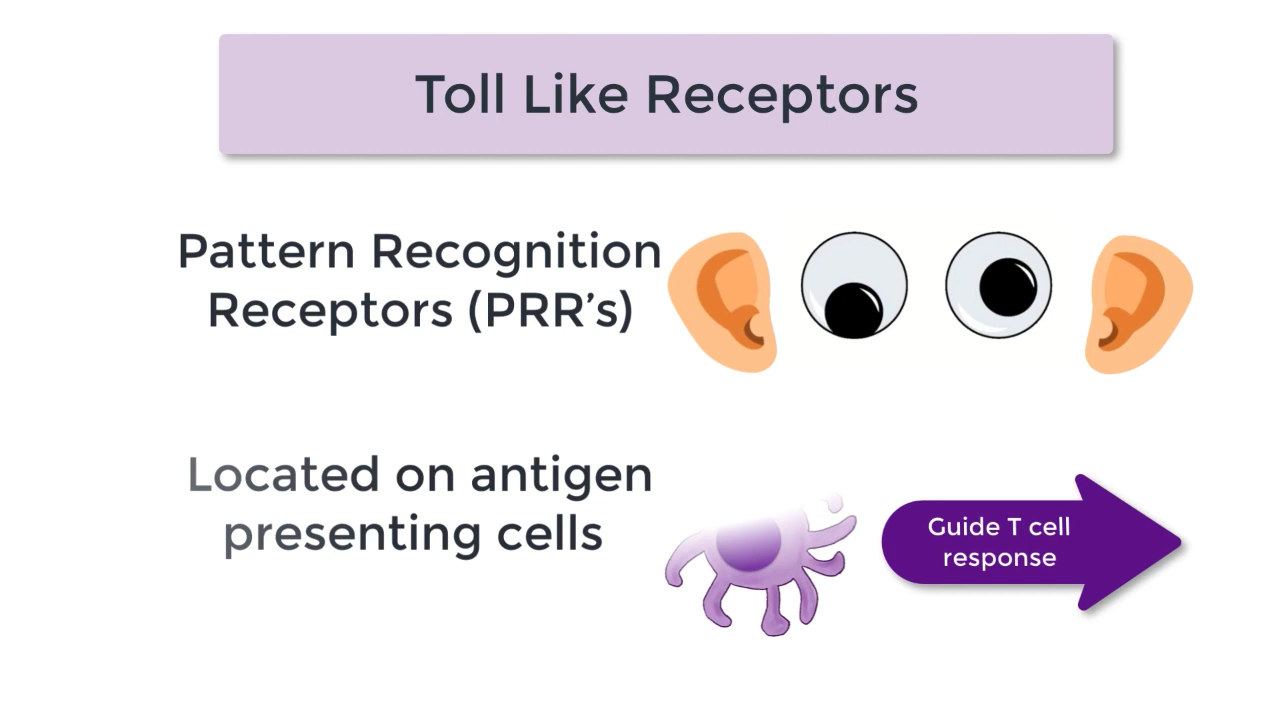 Toll Like Receptors
Pattern Recognition
Receptors (PRR’s)
Located on antigen
presenting cells
Guide T cell
response